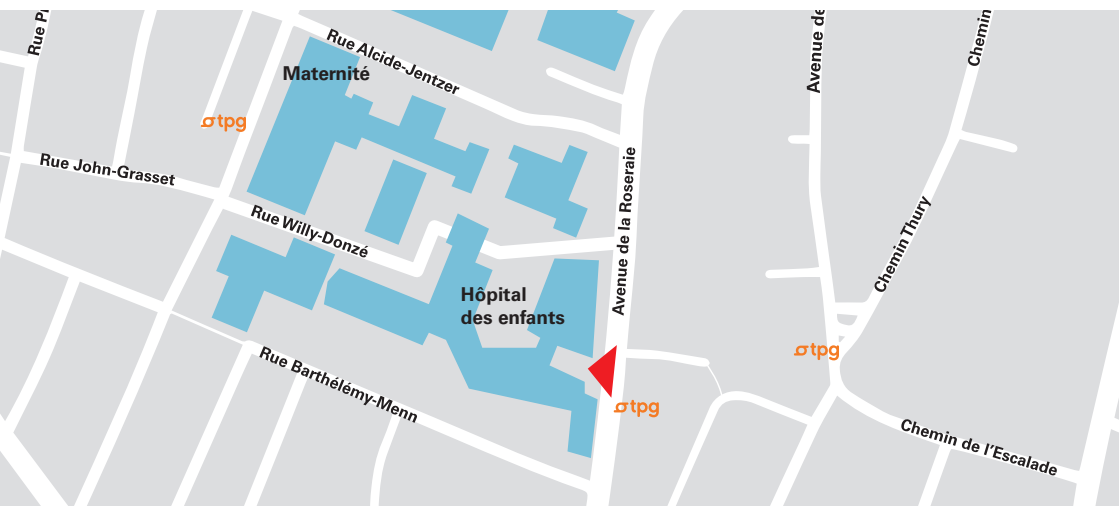 Rue Pi
Avenue de
Chemin
Rue Alcide-Jentzer
Maternité
tpg
Rue John-Grasset
Avenue de la Roseraie
Rue Willy-Donzé
Chemin Thury
Hôpital
des enfants
tpg
Rue Barthélémy-Menn
tpg
Chemin de l'Escalade